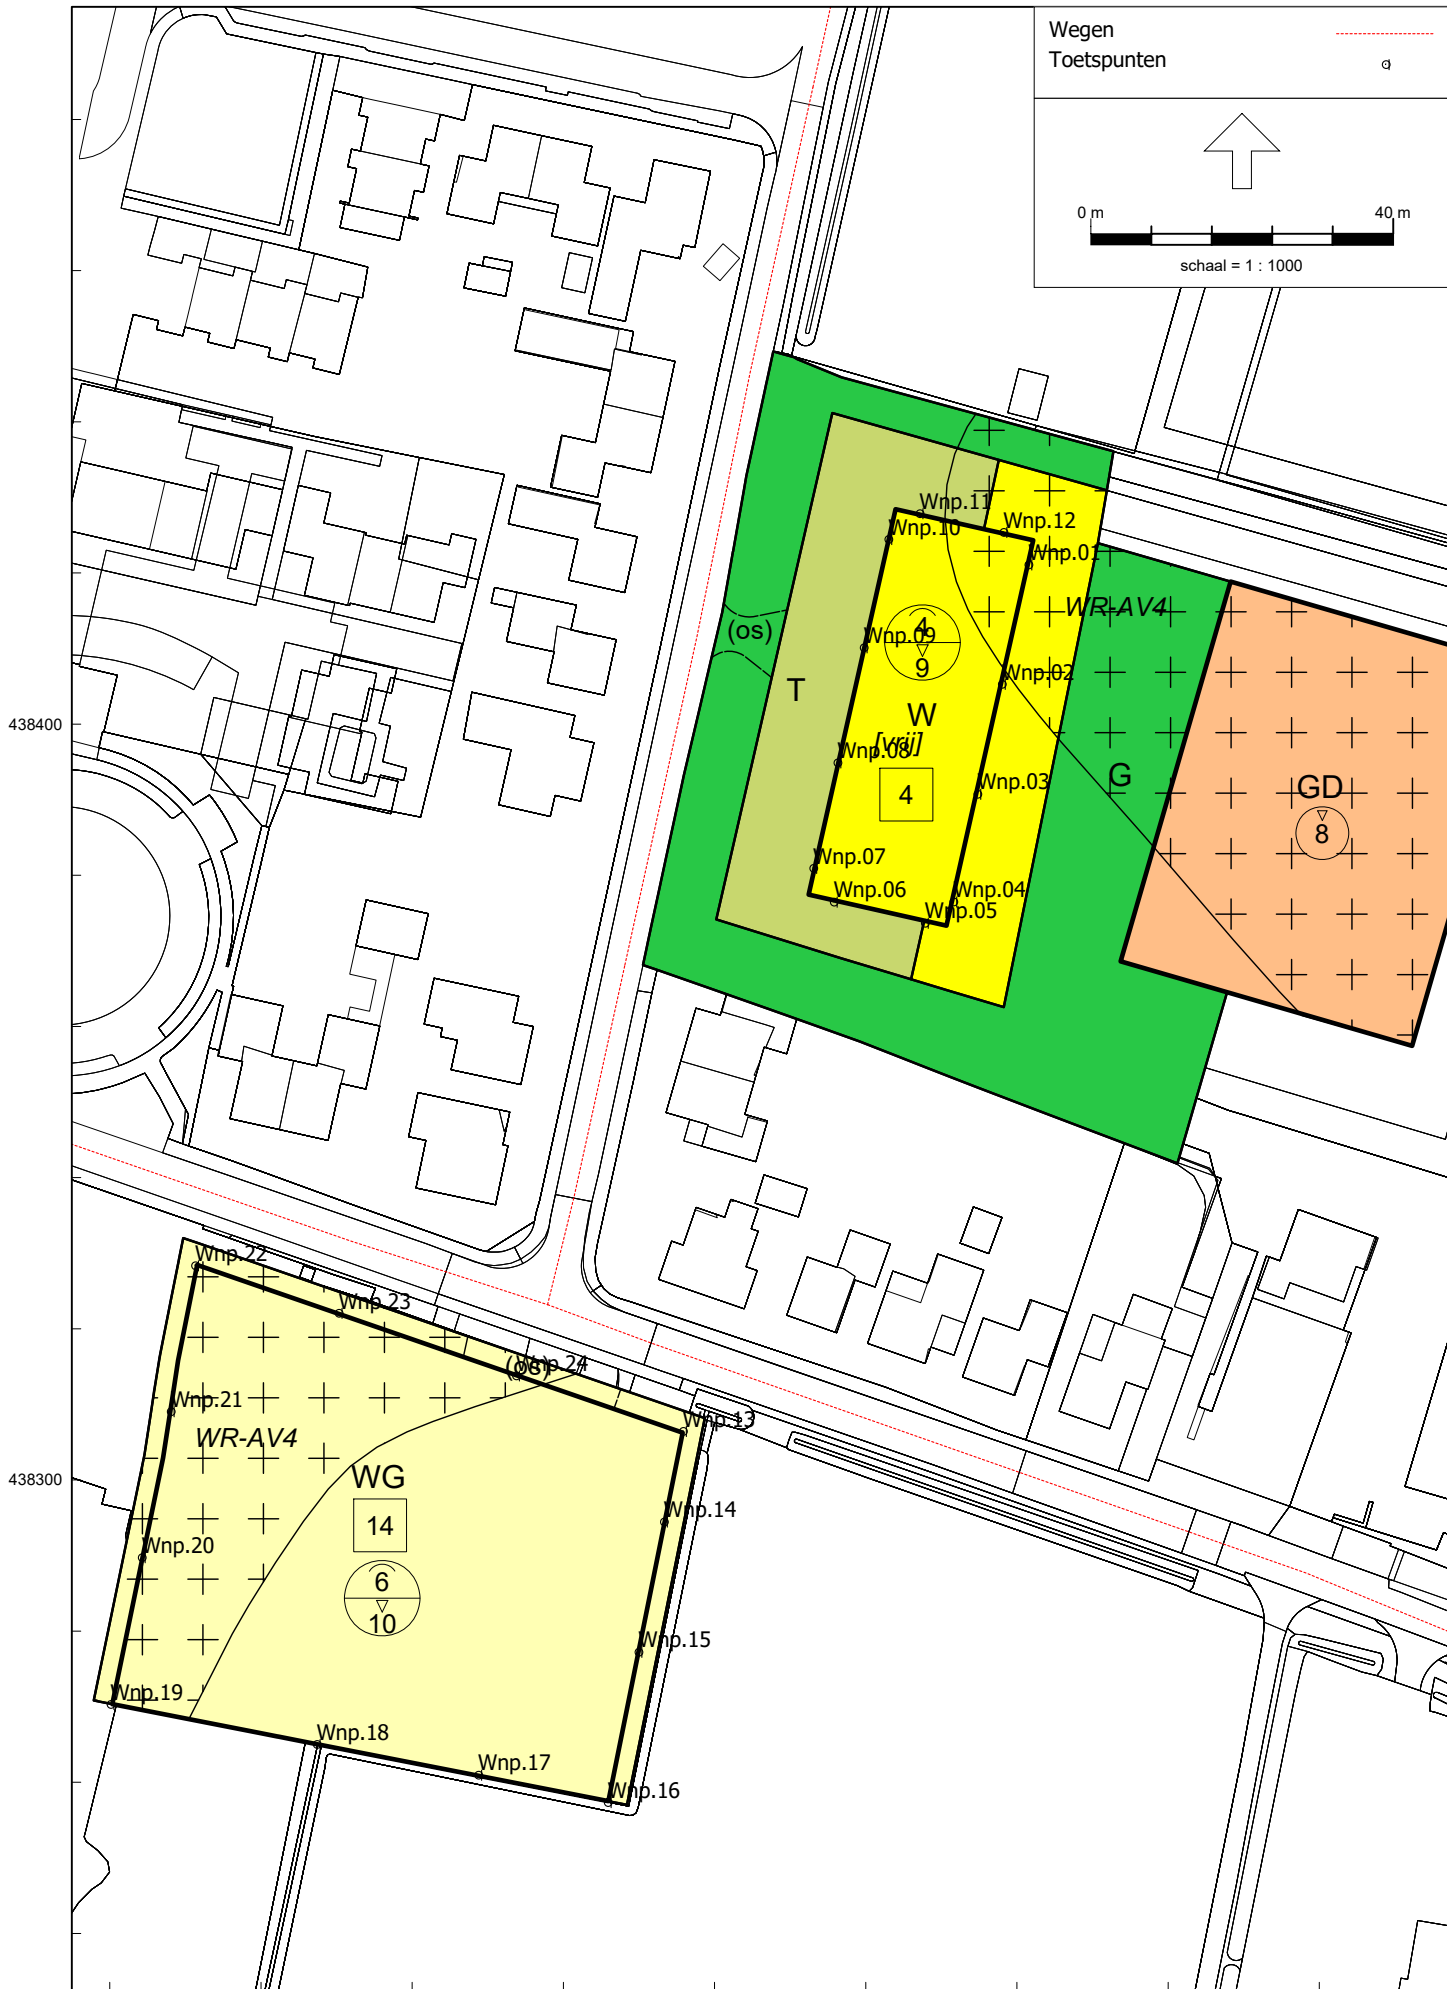 Wegen
Toetspunten
0 m
40 m
schaal = 1 : 1000
Wnp.11
Wnp.12
Wnp.10
Wnp.01
WR-AV4
(os)
4
Wnp.09
9
Wnp.02
T
W
438400
[vrij]
Wnp.08
G
Wnp.03
4
GD
8
Wnp.07
Wnp.06
Wnp.04
Wnp.05
Wnp.22
Wnp.23
(os)
Wnp.24
Wnp.21
Wnp.13
WR-AV4
438300
WG
Wnp.14
14
Wnp.20
6
10
Wnp.15
Wnp.19
Wnp.18
Wnp.17
Wnp.16